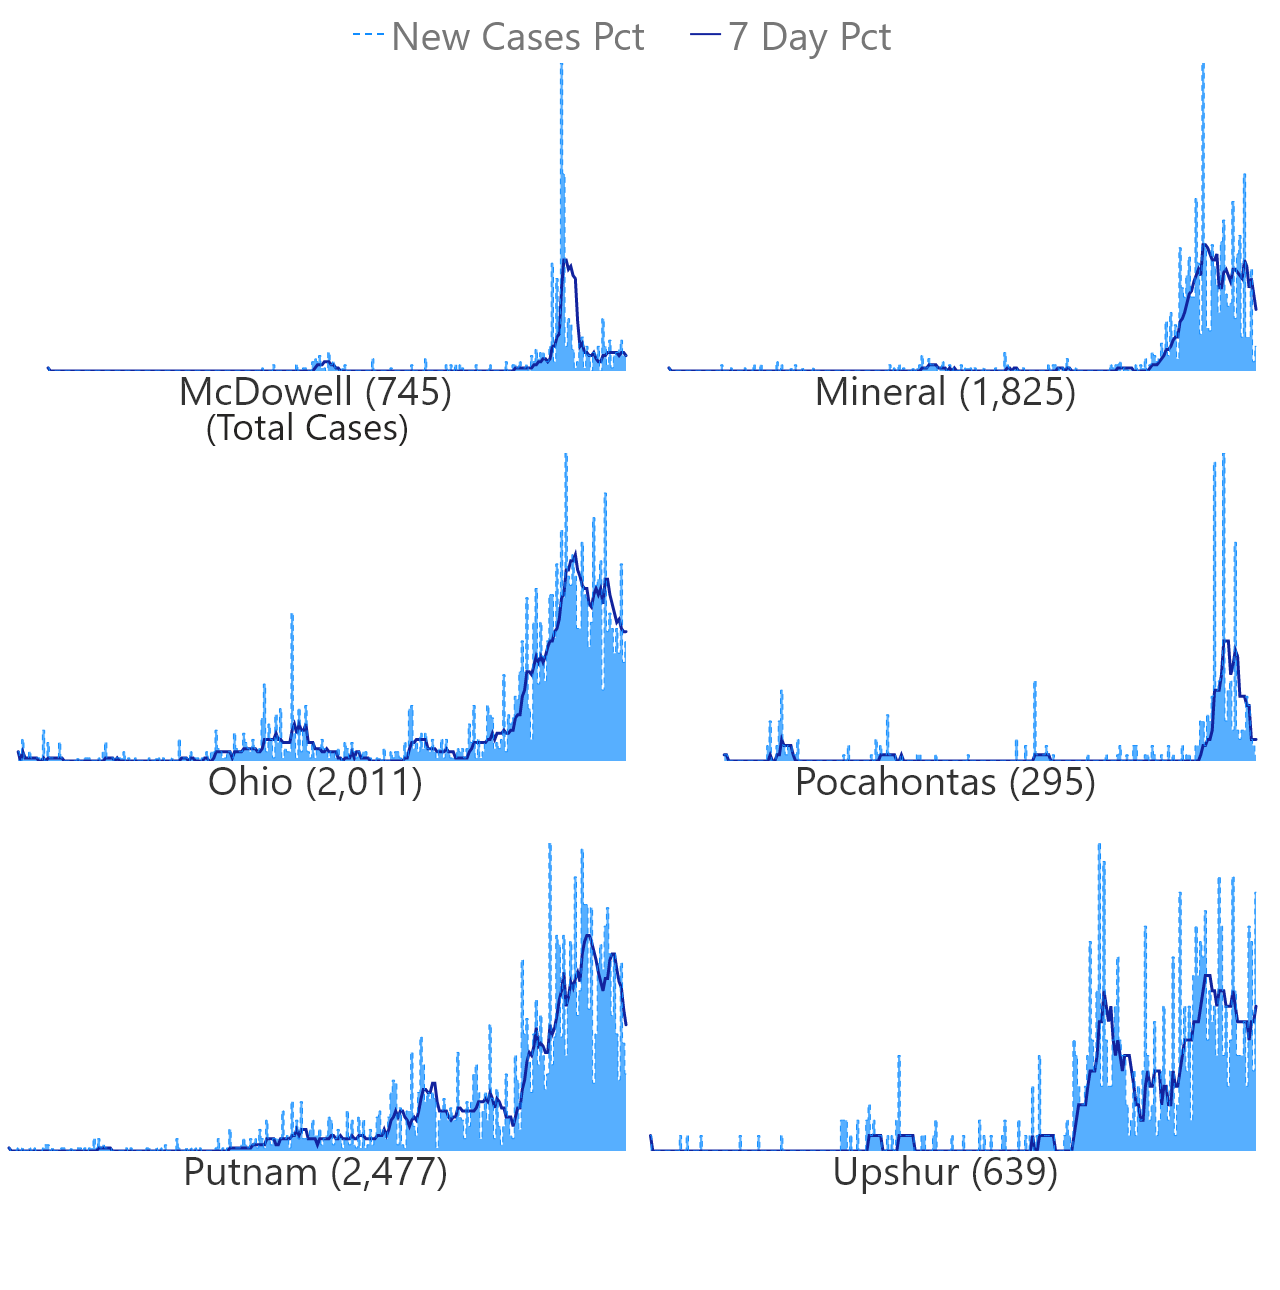 New Cases Pct 7 Day Pct
McDowell (745) Mineral (1,825)
(Total Cases)
Ohio (2,011) Pocahontas (295)
Putnam (2,477) Upshur (639)